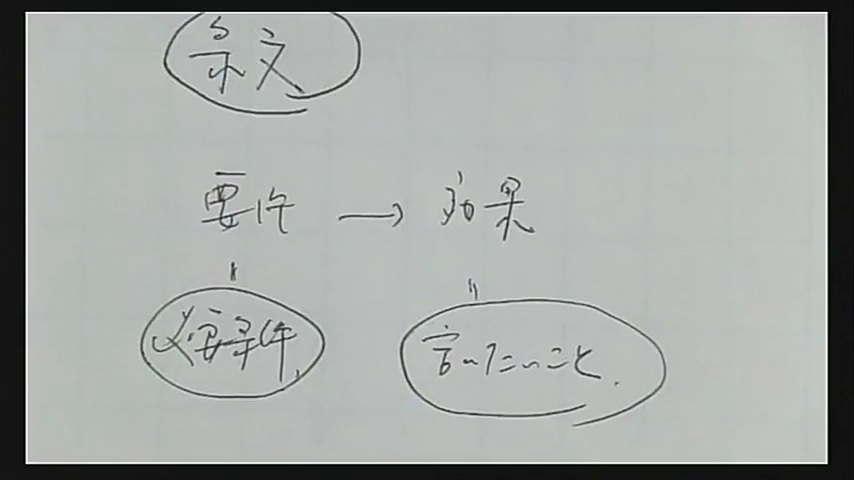 条文
要件 → 効果
〃 〃
必要条件. 言いたいこと.